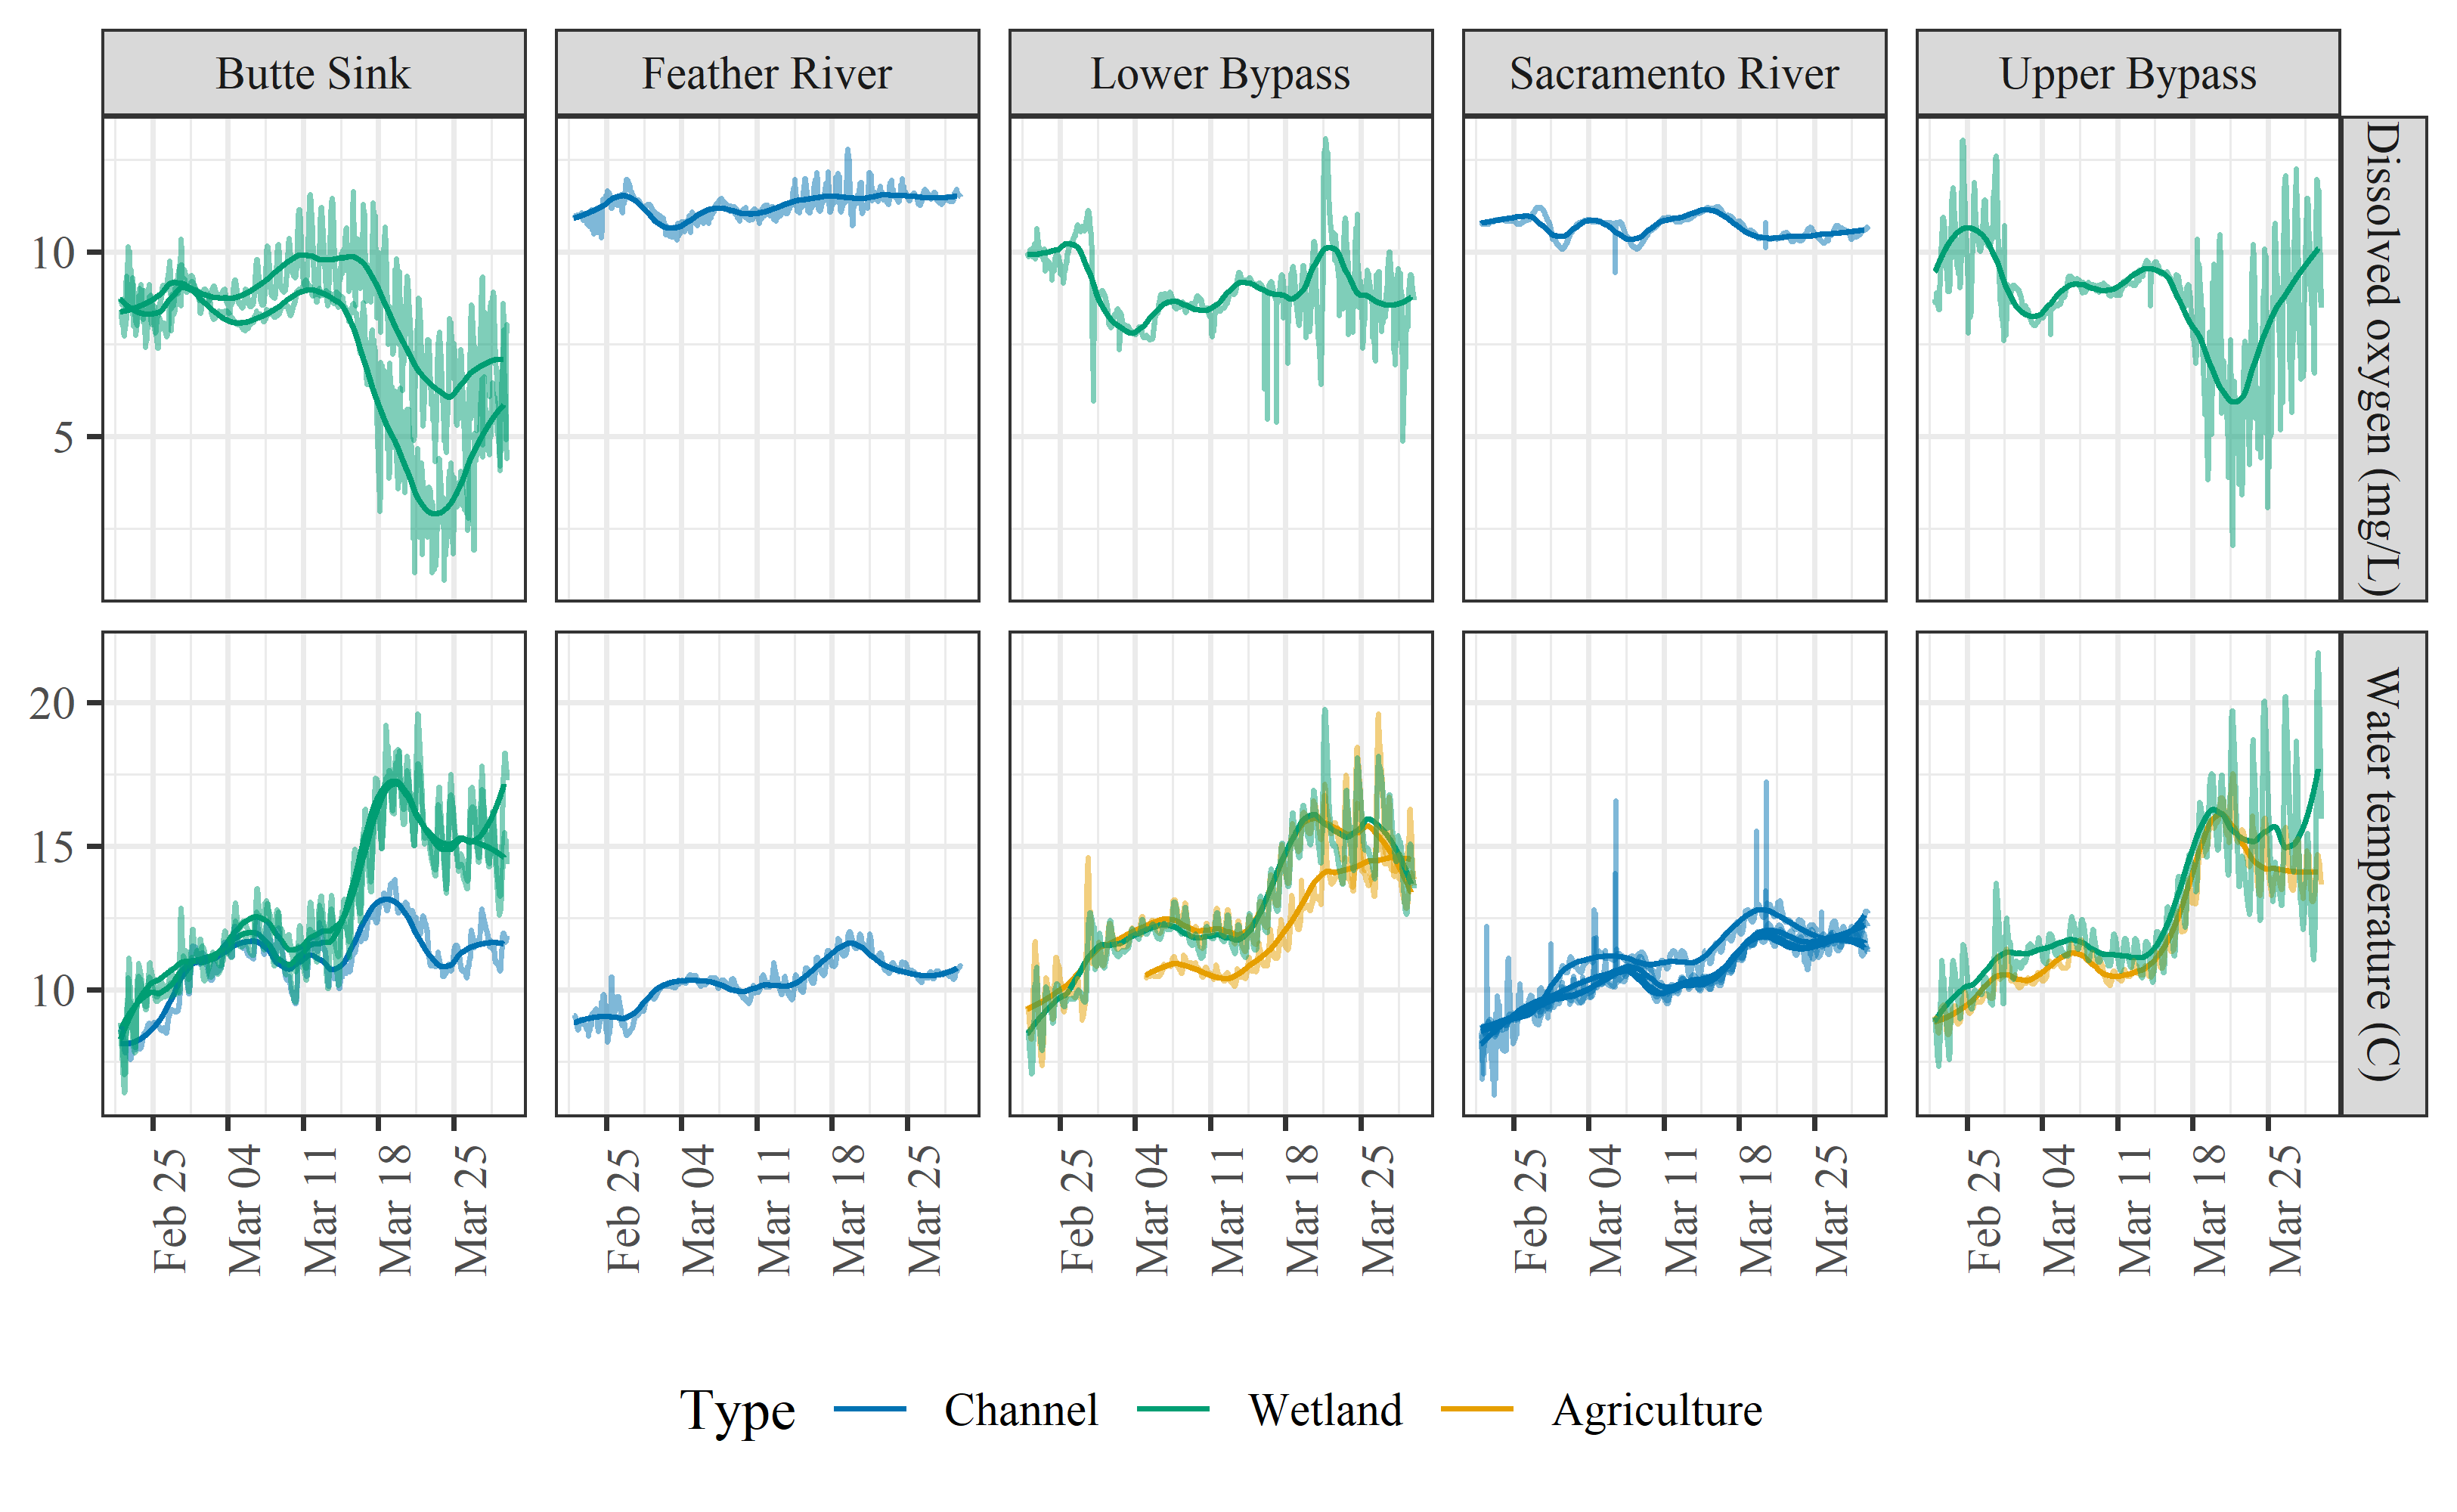 Butte Sink
Feather River
Lower Bypass
Sacramento River
Upper Bypass
10
5
Dissolved oxygen (mg/L)
20
15
10
Water temperature (C)
Feb 25
Mar 04
Mar 11
Mar 18
Mar 25
Feb 25
Mar 04
Mar 11
Mar 18
Mar 25
Feb 25
Mar 04
Mar 11
Mar 18
Mar 25
Feb 25
Mar 04
Mar 11
Mar 18
Mar 25
Feb 25
Mar 04
Mar 11
Mar 18
Mar 25
Type Channel Wetland Agriculture